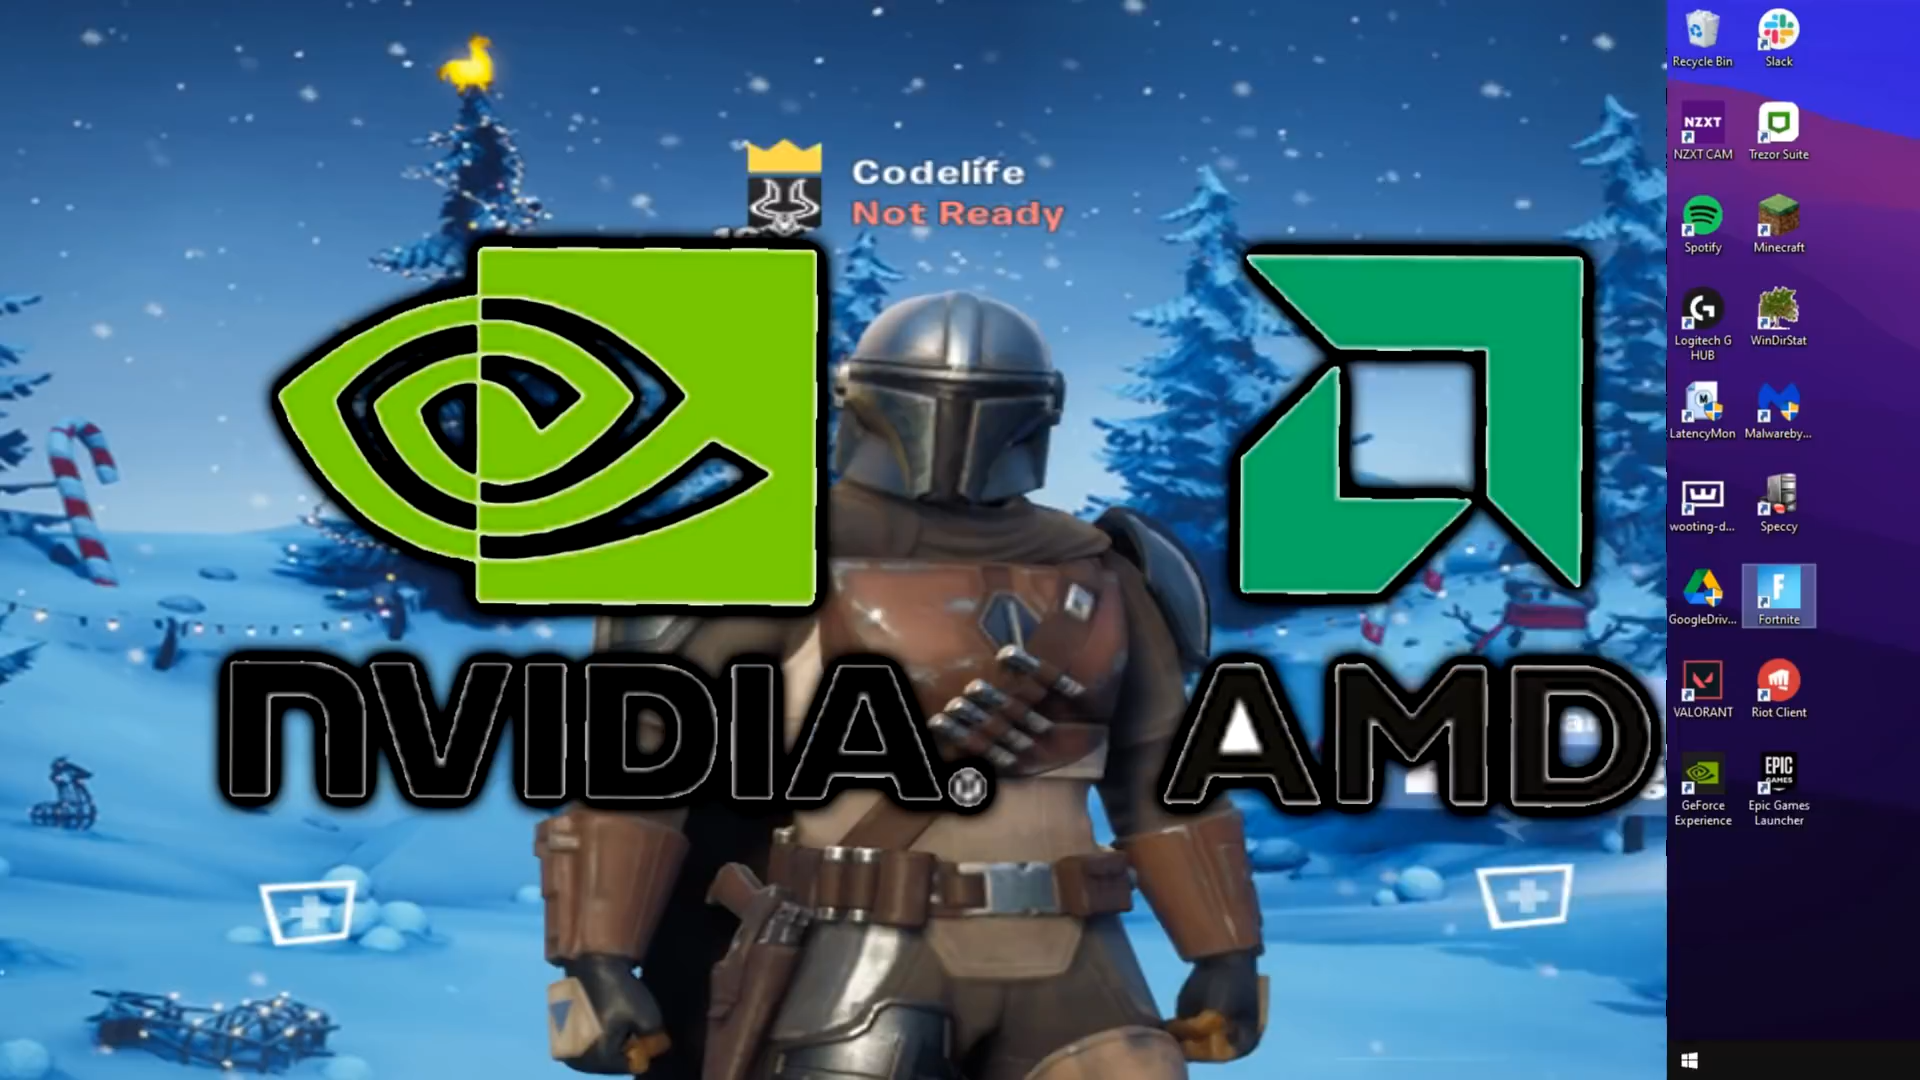 Codelife
Not Ready
NVIDIA.
AMD
Recycle Bin
Slack
NZXT
NZXT CAM
Trezor Suite
Spotify
Minecraft
Logitech G
HUB
WinDirStat
LatencyMon
Malwareby...
wooting-d...
Speccy
GoogleDriv...
F
Fortnite
VALORANT
Riot Client
GeForce
Experience
EPIC
GAMES
Epic Games
Launcher